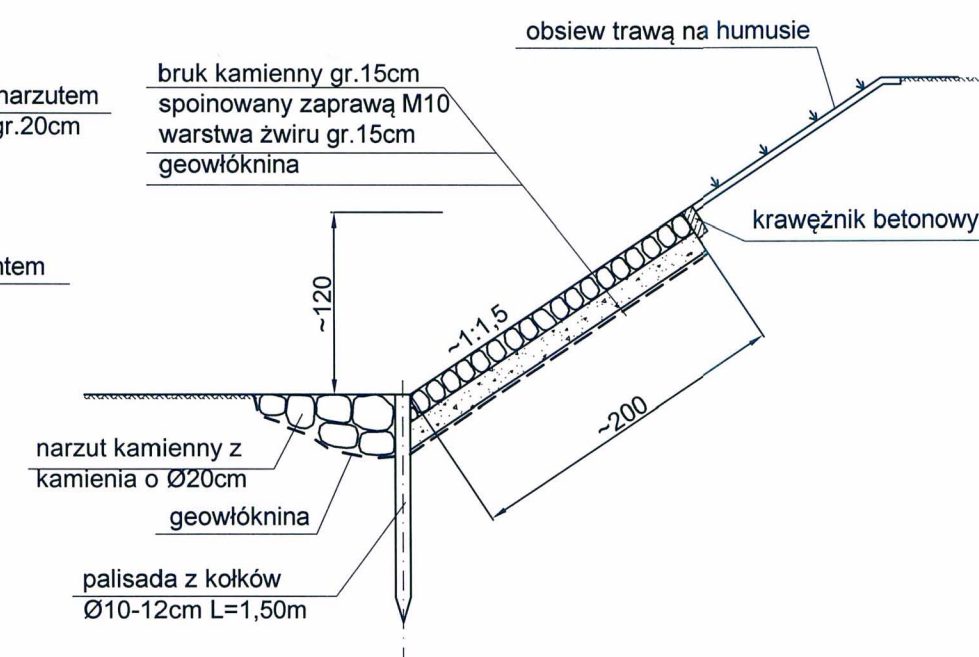 obsiew trawą na humusie
narzutem
gr.20cm
bruk kamienny gr.15cm
spoinowany zaprawą M10
warstwa żwiru gr.15cm
geowłóknina
krawężnik betonowy
~120
~1:1,5
~200
narzut kamienny z
kamienia o Ø20cm
geowłóknina
palisada z kołków
Ø10-12cm L=1,50m